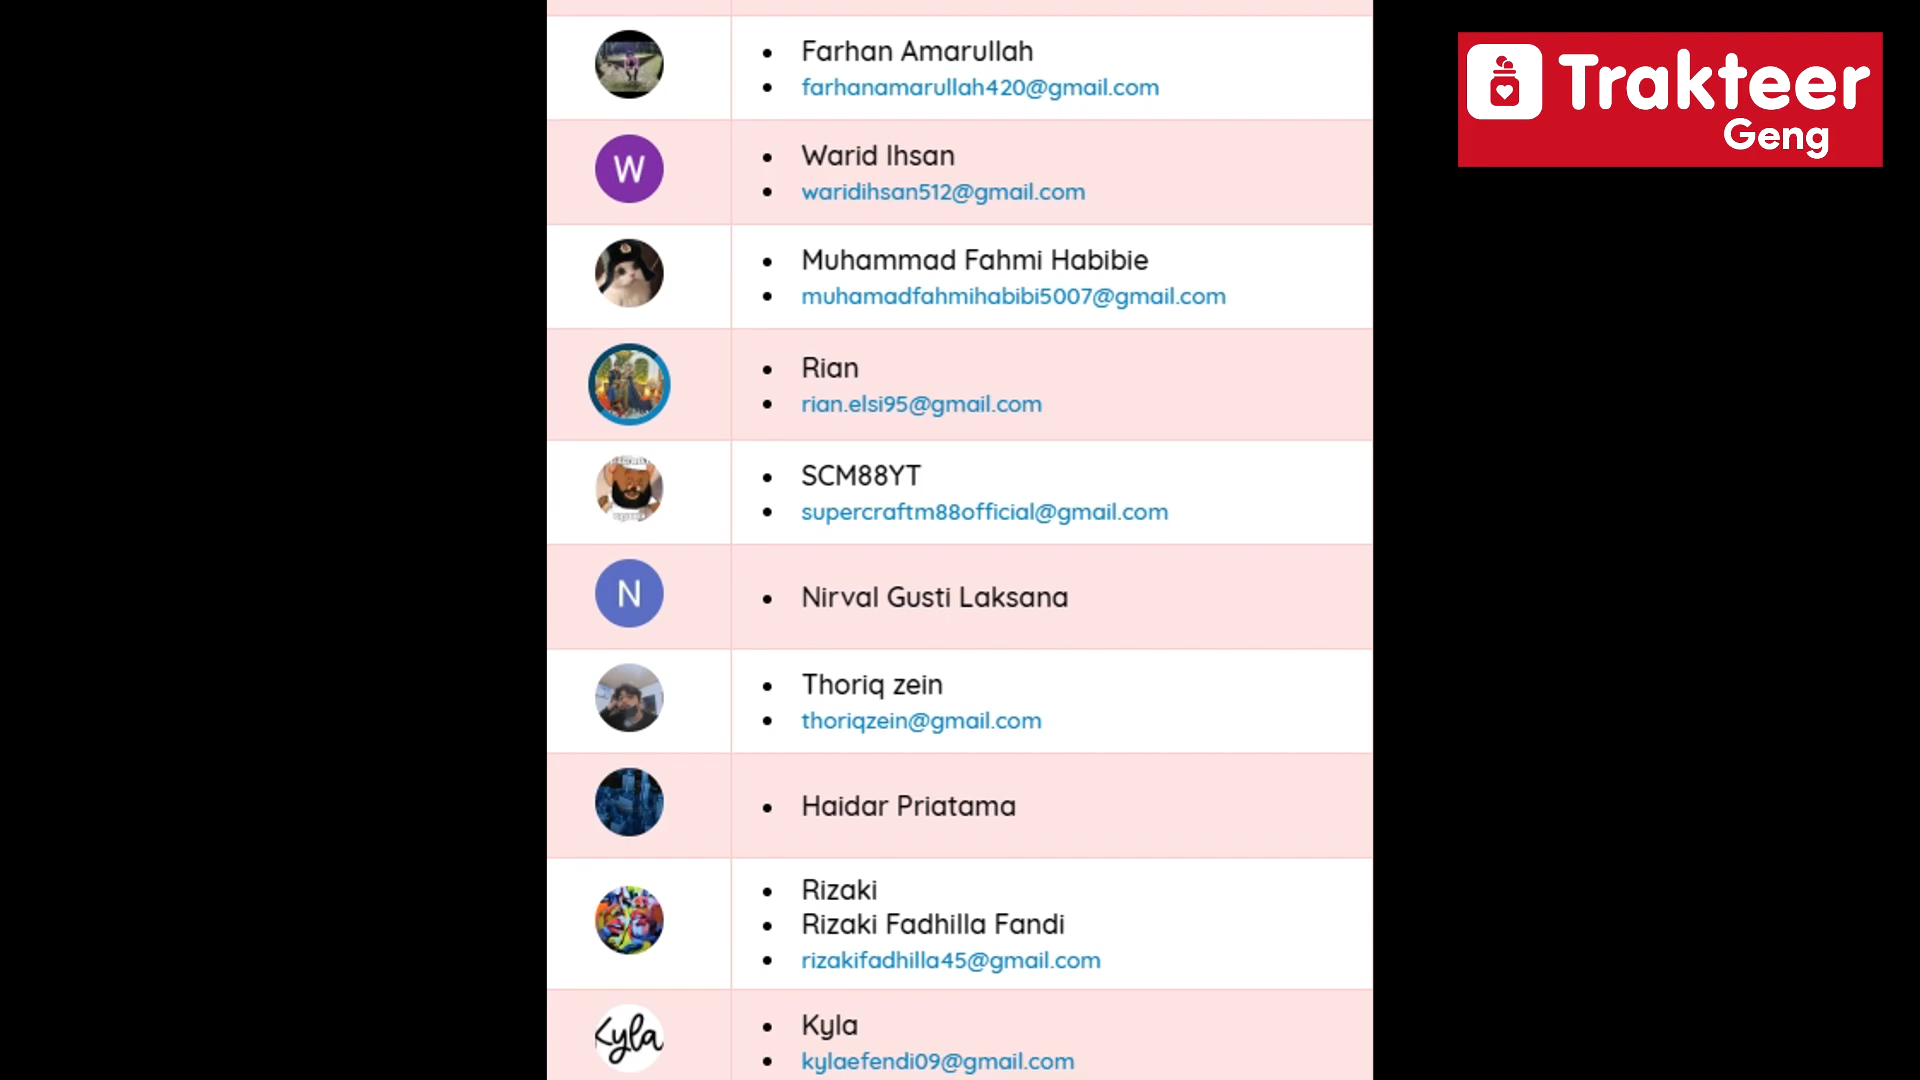 Trakteer
Geng
Farhan Amarullah
farhanamarullah420@gmail.com
W
Warid Ihsan
waridihsan512@gmail.com
Muhammad Fahmi Habibie
muhamadfahmihabibi5007@gmail.com
Rian
rian.elsi95@gmail.com
SCM88YT
supercraftm88official@gmail.com
N
Nirval Gusti Laksana
Thoriq zein
thoriqzein@gmail.com
Haidar Priatama
Rizaki
Rizaki Fadhilla Fandi
rizakifadhilla45@gmail.com
Kyla
Kyla
kylaefendi09@gmail.com